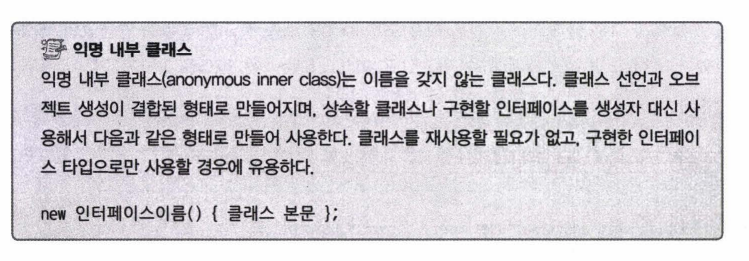 익명 내부 클래스
익명 내부 클래스(anonymous inner class)는 이름을 갖지 않는 클래스다. 클래스 선언과 오브
젝트 생성이 결합된 형태로 만들어지며, 상속할 클래스나 구현할 인터페이스를 생성자 대신 사
용해서 다음과 같은 형태로 만들어 사용한다. 클래스를 재사용할 필요가 없고, 구현한 인터페이
스 타입으로만 사용할 경우에 유용하다.
new 인터페이스이름() { 클래스 본문 };